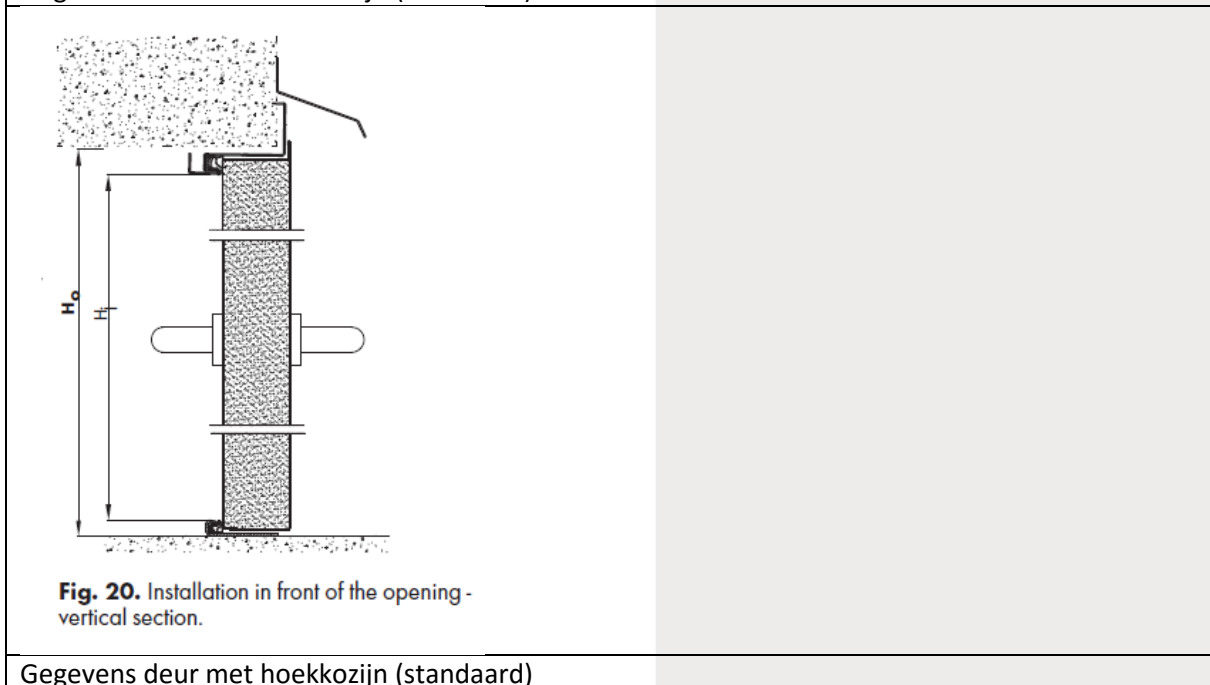 Hₒ
Hᵢ
Fig. 20. Installation in front of the opening -
vertical section.
Gegevens deur met hoekkozijn (standaard)